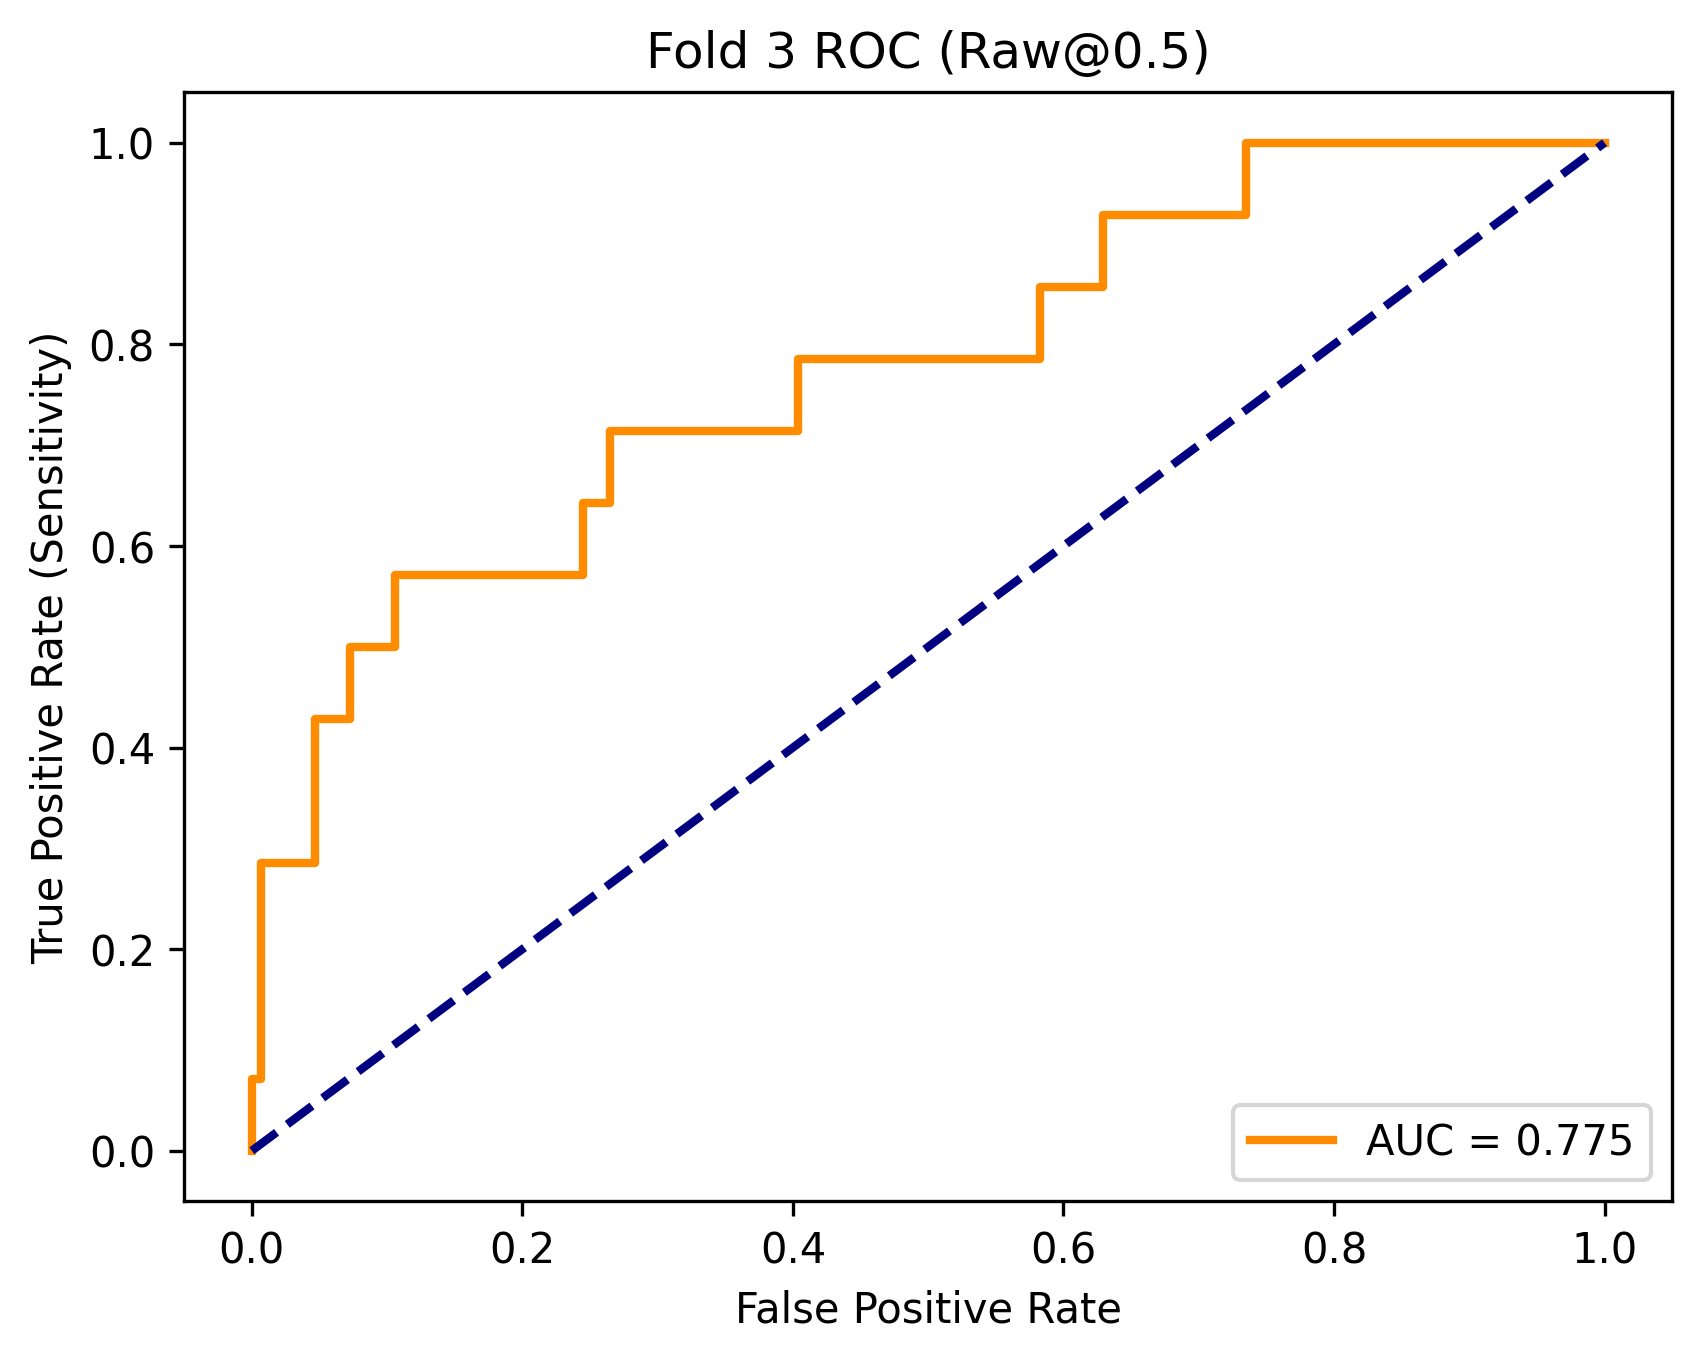 Fold 3 ROC (Raw@0.5)
True Positive Rate (Sensitivity)
1.0
0.8
0.6
0.4
0.2
0.0
AUC = 0.775
0.0 0.2 0.4 0.6 0.8 1.0
False Positive Rate